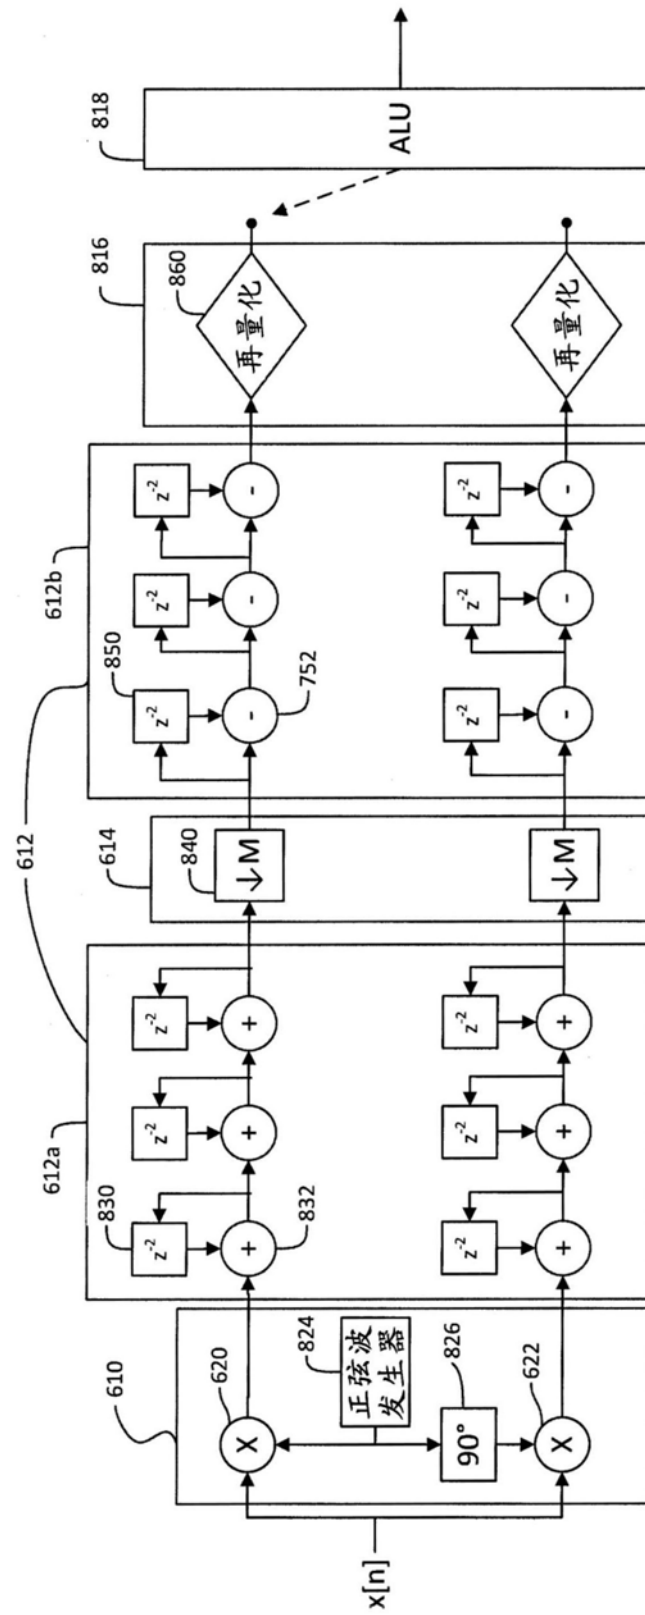 612
612a
612b
610
614
816
818
620
830
850
840
860
z⁻²
z⁻²
z⁻²
z⁻²
z⁻²
z⁻²
X
+
+
+
↓M
-
-
-
再量化
832
752
824
正弦波
发生器
x[n]
ALU
90°
826
622
z⁻²
z⁻²
z⁻²
z⁻²
z⁻²
z⁻²
X
+
+
+
↓M
-
-
-
再量化